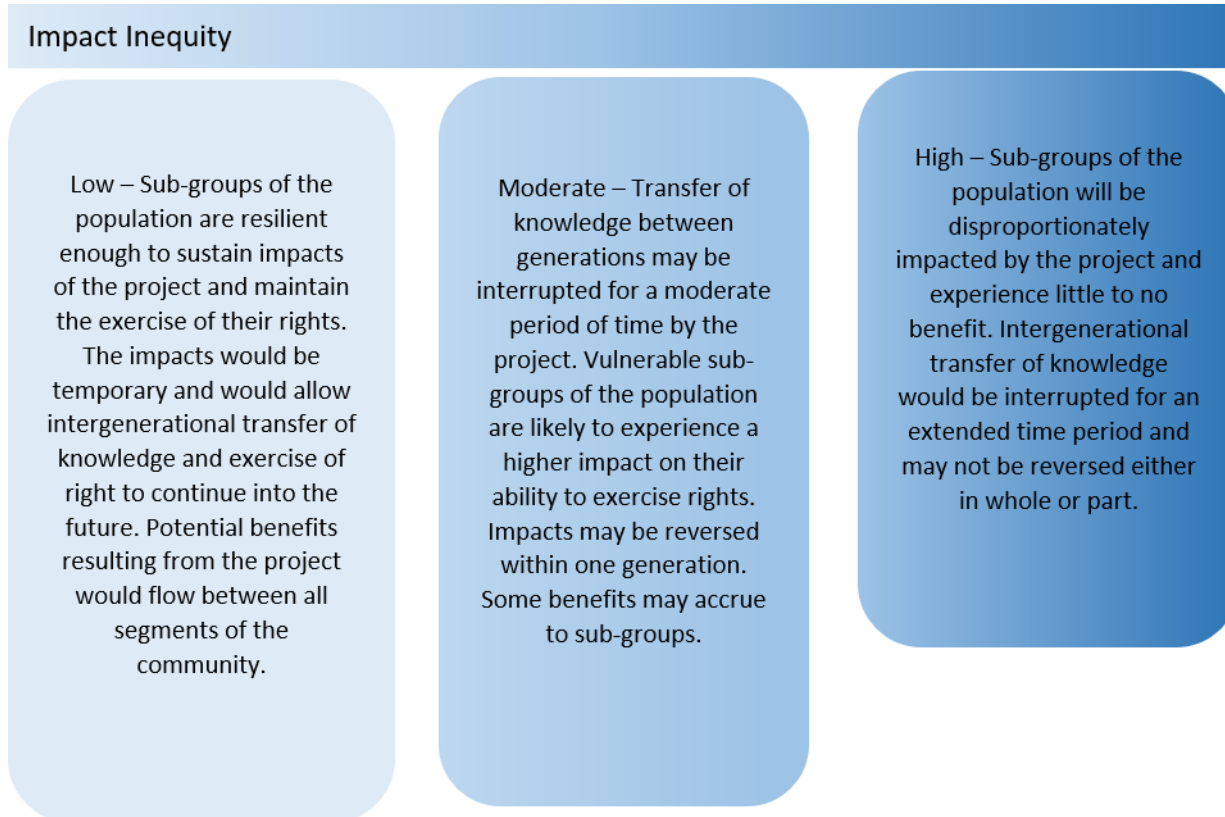 Impact Inequity
Low – Sub-groups of the
population are resilient
enough to sustain impacts
of the project and maintain
the exercise of their rights.
The impacts would be
temporary and would allow
intergenerational transfer of
knowledge and exercise of
right to continue into the
future. Potential benefits
resulting from the project
would flow between all
segments of the
community.
Moderate – Transfer of
knowledge between
generations may be
interrupted for a moderate
period of time by the
project. Vulnerable sub-
groups of the population
are likely to experience a
higher impact on their
ability to exercise rights.
Impacts may be reversed
within one generation.
Some benefits may accrue
to sub-groups.
High – Sub-groups of the
population will be
disproportionately
impacted by the project and
experience little to no
benefit. Intergenerational
transfer of knowledge
would be interrupted for an
extended time period and
may not be reversed either
in whole or part.